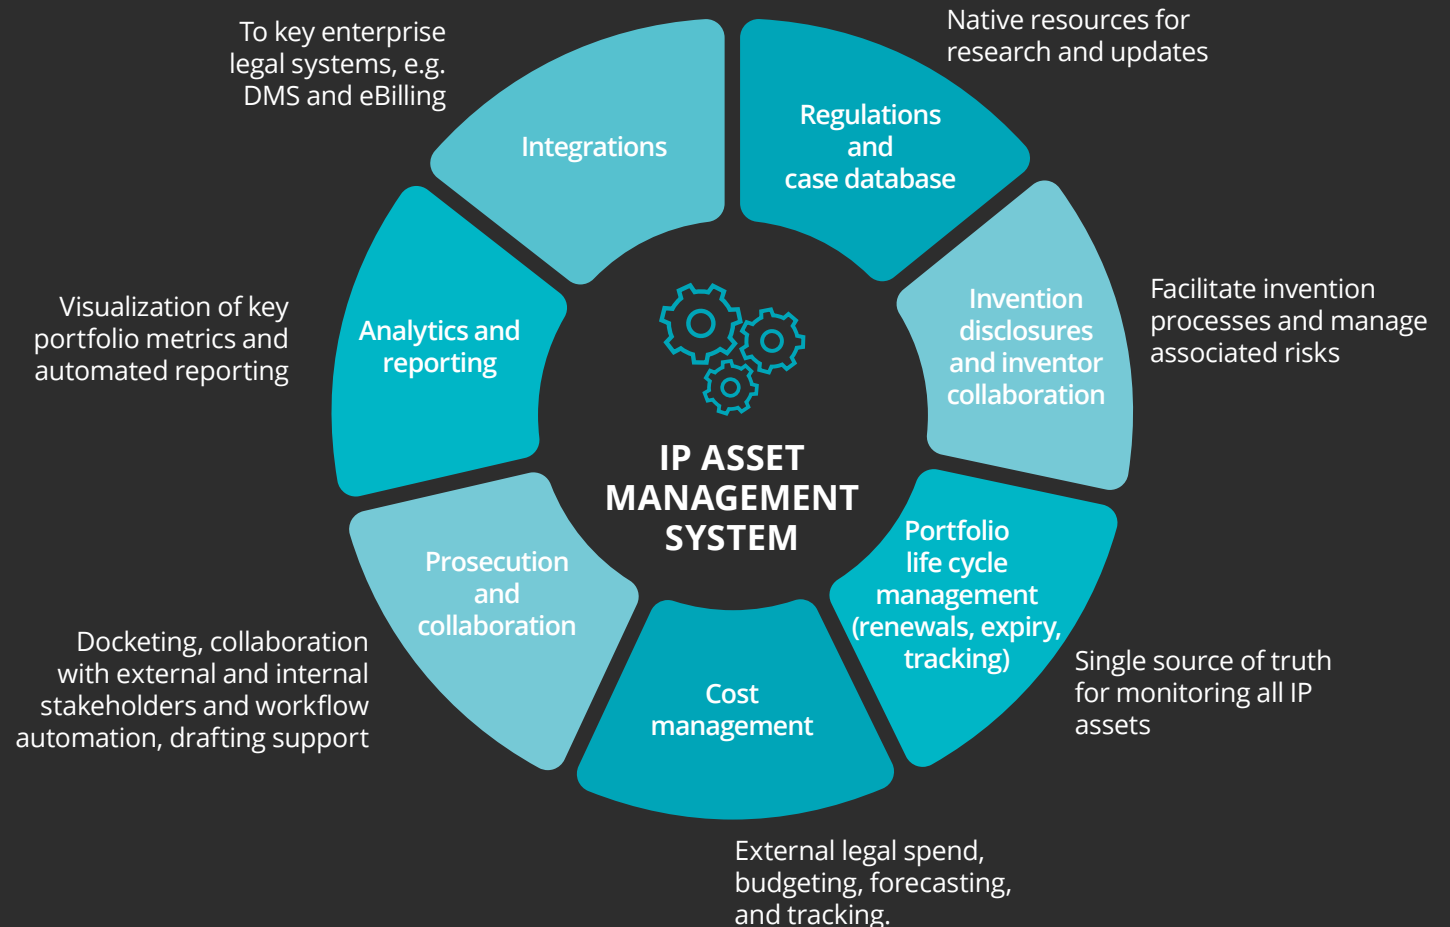 To key enterprise
legal systems, e.g.
DMS and eBilling
Integrations
Native resources for
research and updates
Regulations
and
case database
Facilitate invention
processes and manage
associated risks
Invention
disclosures
and inventor
collaboration
Visualization of key
portfolio metrics and
automated reporting
Analytics and
reporting
IP ASSET
MANAGEMENT
SYSTEM
Portfolio
life cycle
management
(renewals, expiry,
tracking)
Single source of truth
for monitoring all IP
assets
Prosecution
and
collaboration
Docketing, collaboration
with external and internal
stakeholders and workflow
automation, drafting support
Cost
management
External legal spend,
budgeting, forecasting,
and tracking.